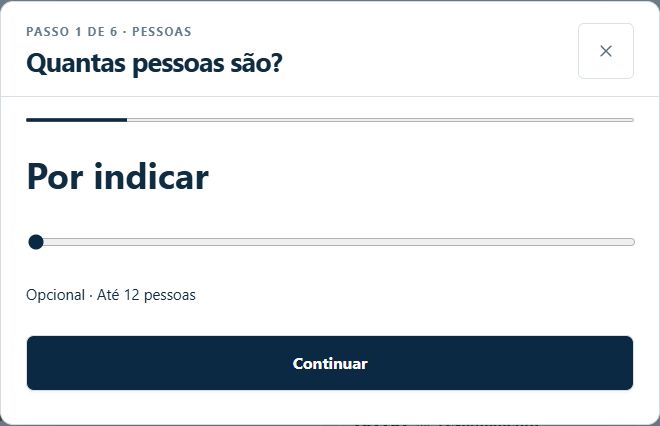 PASSO 1 DE 6 · PESSOAS
Quantas pessoas são?
Por indicar
Opcional · Até 12 pessoas
Continuar